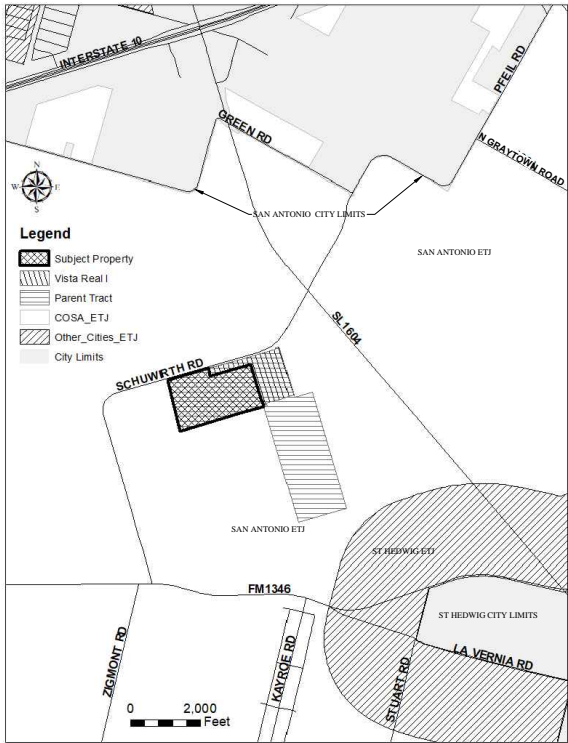 INTERSTATE 10
PFEIL RD
GREEN RD
N GRAYTOWN ROAD
N
W E
S
SAN ANTONIO CITY LIMITS
SAN ANTONIO ETJ
Legend
Subject Property
Vista Real I
Parent Tract
COSA_ETJ
Other_Cities_ETJ
City Limits
SL1604
SCHUWIRTH RD
SAN ANTONIO ETJ
ST HEDWIG ETJ
FM1346
ST HEDWIG CITY LIMITS
LA VERNIA RD
ZIGMONT RD
KAYROE RD
STUART RD
0 2,000
Feet